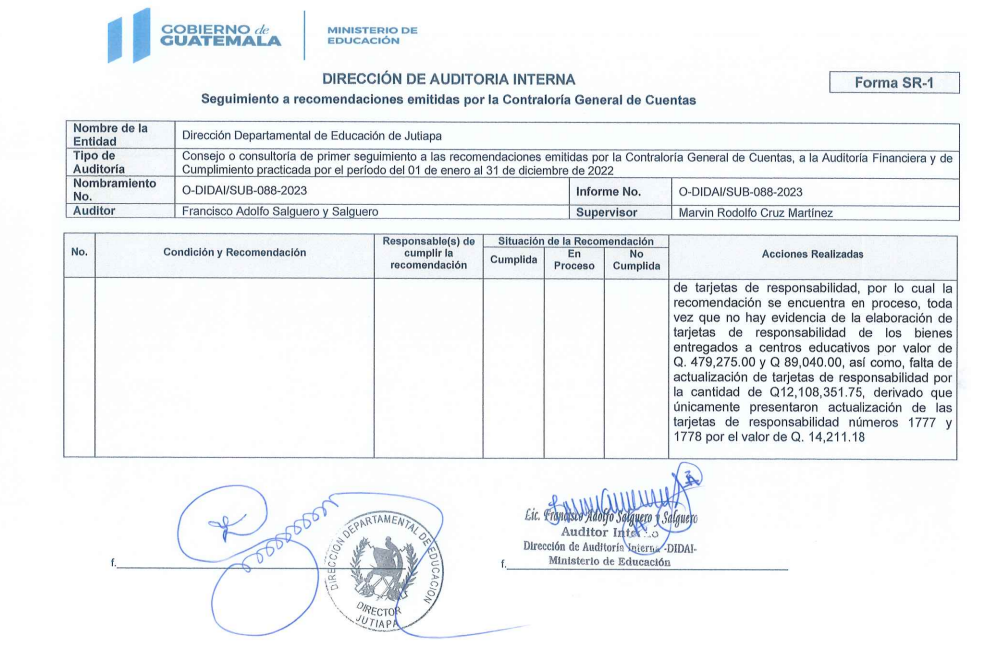 GOBIERNO de
GUATEMALA
MINISTERIO DE
EDUCACIÓN
DIRECCIÓN DE AUDITORIA INTERNA
Forma SR-1
Seguimiento a recomendaciones emitidas por la Contraloría General de Cuentas
Nombre de la
Entidad
Dirección Departamental de Educación de Jutiapa
Tipo de
Auditoría
Consejo o consultoría de primer seguimiento a las recomendaciones emitidas por la Contraloría General de Cuentas, a la Auditoría Financiera y de
Cumplimiento practicada por el período del 01 de enero al 31 de diciembre de 2022
Nombramiento
No.
O-DIDAI/SUB-088-2023
Informe No.
O-DIDAI/SUB-088-2023
Auditor
Francisco Adolfo Salguero y Salguero
Supervisor
Marvin Rodolfo Cruz Martínez
No.
Condición y Recomendación
Responsable(s) de
cumplir la
recomendación
Situación de la Recomendación
Cumplida
En
Proceso
No
Cumplida
Acciones Realizadas
de tarjetas de responsabilidad, por lo cual la
recomendación se encuentra en proceso, toda
vez que no hay evidencia de la elaboración de
tarjetas de responsabilidad de los bienes
entregados a centros educativos por valor de
Q. 479,275.00 y Q 89,040.00, así como, falta de
actualización de tarjetas de responsabilidad por
la cantidad de Q12,108,351.75, derivado que
únicamente presentaron actualización de las
tarjetas de responsabilidad números 1777 y
1778 por el valor de Q. 14,211.18
f.
DIRECCION DEPARTAMENTAL DE EDUCACION
DIRECTOR
JUTIAPA
Lic. Francisco Adolfo Salguero y Salguero
Auditor Interno
Dirección de Auditoría Interna -DIDAI-
Ministerio de Educación
f.